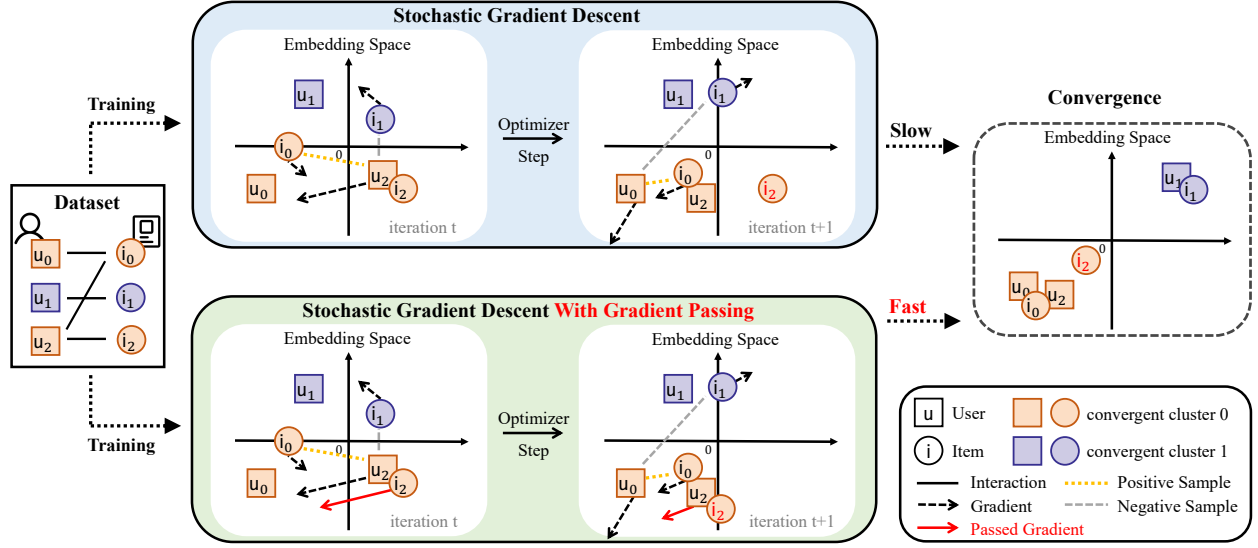 Stochastic Gradient Descent
Embedding Space
u1
i1
i0
0
u2
i2
u0
iteration t
Optimizer
Step
Embedding Space
u1
i1
0
i0
u0
u2
i2
iteration t+1
Training
Slow
Dataset
u0
i0
u1
i1
u2
i2
Training
Stochastic Gradient Descent With Gradient Passing
Embedding Space
u1
i1
i0
0
u2
i2
u0
iteration t
Optimizer
Step
Embedding Space
u1
i1
0
i0
u0
u2
i2
iteration t+1
Fast
Convergence
Embedding Space
u1
i1
0
i2
u0
u2
i0
u User
convergent cluster 0
i Item
convergent cluster 1
Interaction
Positive Sample
Gradient
Negative Sample
Passed Gradient